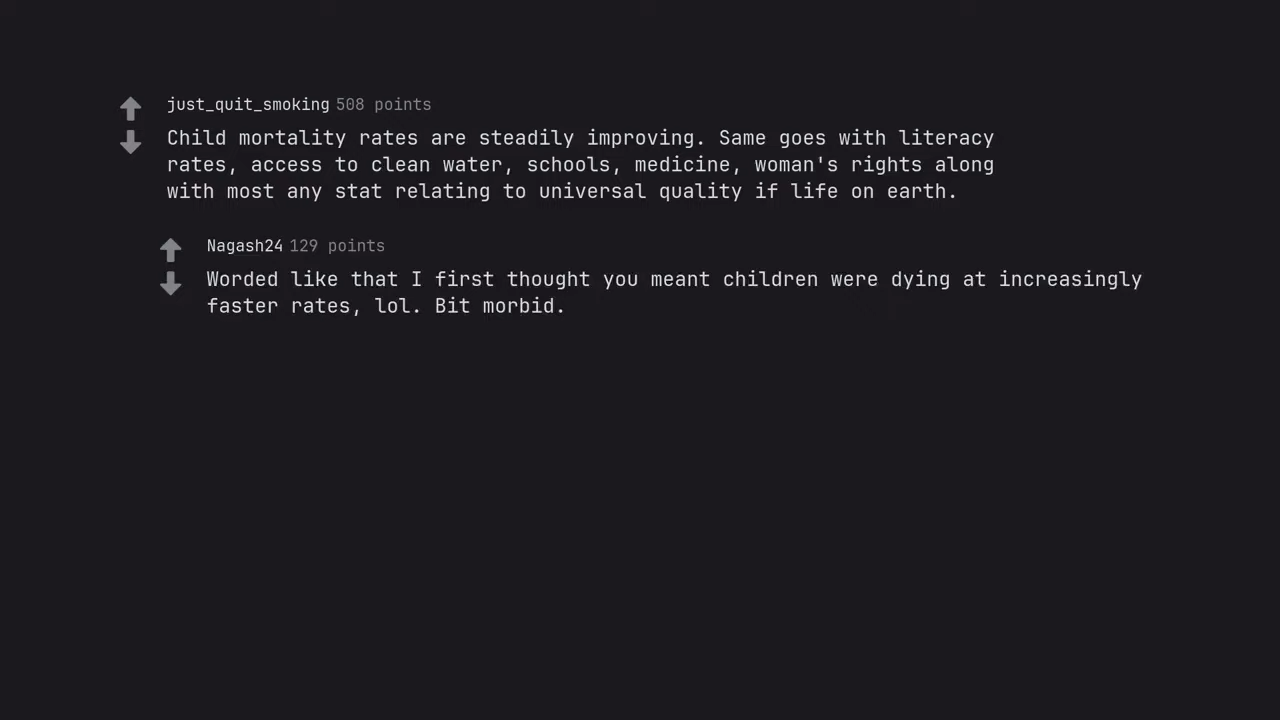 just_quit_smoking 508 points
Child mortality rates are steadily improving. Same goes with literacy
rates, access to clean water, schools, medicine, woman's rights along
with most any stat relating to universal quality if life on earth.
Nagash24 129 points
Worded like that I first thought you meant children were dying at increasingly
faster rates, lol. Bit morbid.